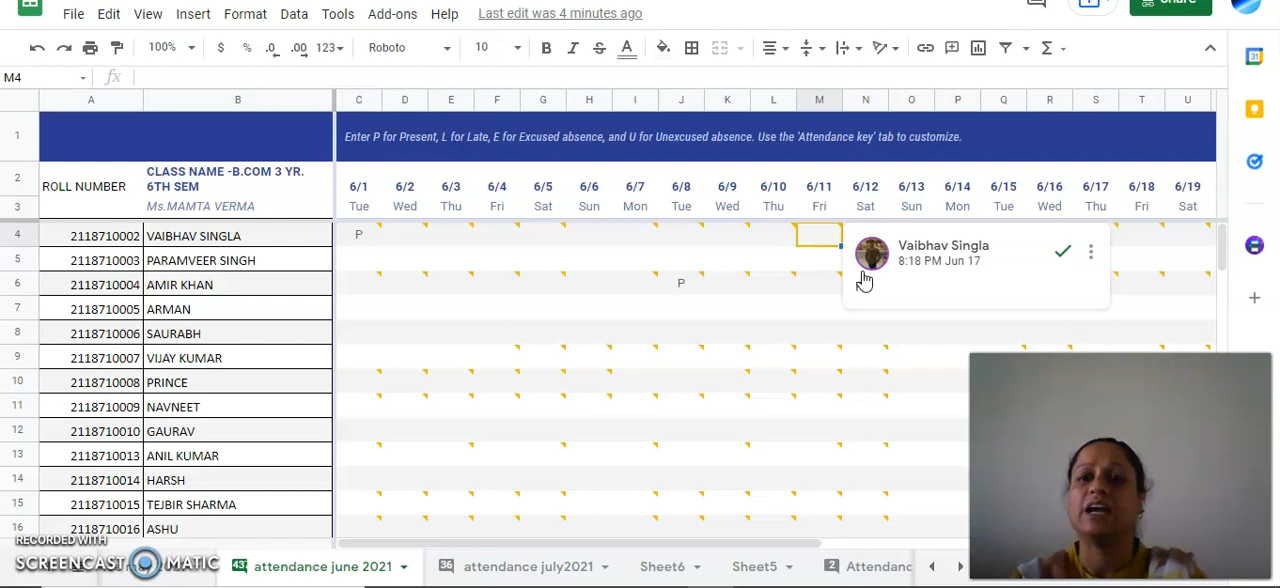 File Edit View Insert Format Data Tools Add-ons Help Last edit was 4 minutes ago Share
100% $ % .0 .00 123 Roboto 10 B I S A Σ
M4 fx
A B C D E F G H I J K L M N O P Q R S T U
1 Enter P for Present, L for Late, E for Excused absence, and U for Unexcused absence. Use the 'Attendance key' tab to customize.
2 ROLL NUMBER CLASS NAME -B.COM 3 YR. 6TH SEM 6/1 6/2 6/3 6/4 6/5 6/6 6/7 6/8 6/9 6/10 6/11 6/12 6/13 6/14 6/15 6/16 6/17 6/18 6/19
3 Ms.MAMTA VERMA Tue Wed Thu Fri Sat Sun Mon Tue Wed Thu Fri Sat Sun Mon Tue Wed Thu Fri Sat
4 2118710002 VAIBHAV SINGLA P
Vaibhav Singla
8:18 PM Jun 17
5 2118710003 PARAMVEER SINGH
6 2118710004 AMIR KHAN P
7 2118710005 ARMAN
8 2118710006 SAURABH
9 2118710007 VIJAY KUMAR
10 2118710008 PRINCE
11 2118710009 NAVNEET
12 2118710010 GAURAV
13 2118710013 ANIL KUMAR
14 2118710014 HARSH
15 2118710015 TEJBIR SHARMA
16 2118710016 ASHU
RECORDED WITH
SCREENCAST MATIC
437 attendance june 2021 36 attendance july2021 Sheet6 Sheet5 2 Attendanc